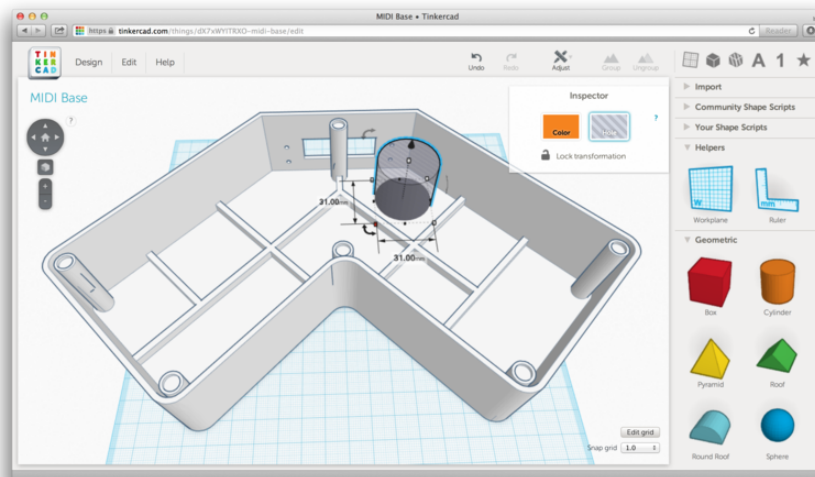 MIDI Base • Tinkercad
https tinkercad.com/things/dX7xWYITRXO-midi-base/edit
Reader
TIN
KER
CAD
Design
Edit
Help
Undo
Redo
Adjust
Group
Ungroup
A 1
MIDI Base
?
Inspector
Color
Hole
?
Lock transformation
31.00mm
31.00mm
Edit grid
Snap grid 1.0
Import
Community Shape Scripts
Your Shape Scripts
Helpers
W
mm
Workplane
Ruler
Geometric
Box
Cylinder
Pyramid
Roof
Round Roof
Sphere